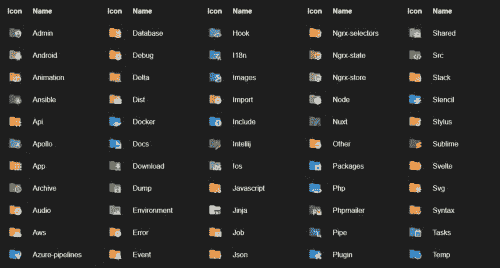 Icon Name Icon Name Icon Name Icon Name Icon Name
Admin Database Hook Ngrx-selectors Shared
Android Debug I18n Ngrx-state Src
Animation Delta Images Ngrx-store Stack
Ansible Dist Import Node Stencil
Api Docker Include Nuxt Stylus
Apollo Docs Intellij Other Sublime
App Download Ios Packages Svelte
Archive Dump Javascript Php Svg
Audio Environment Jinja Phpmailer Syntax
Aws Error Job Pipe Tasks
Azure-pipelines Event Json Plugin Temp